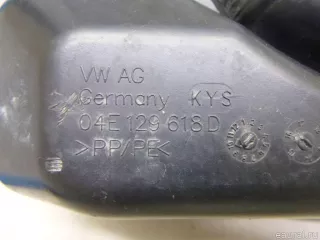 VW AG
Germany KYS
04E 129 618 D
>PP/PE<